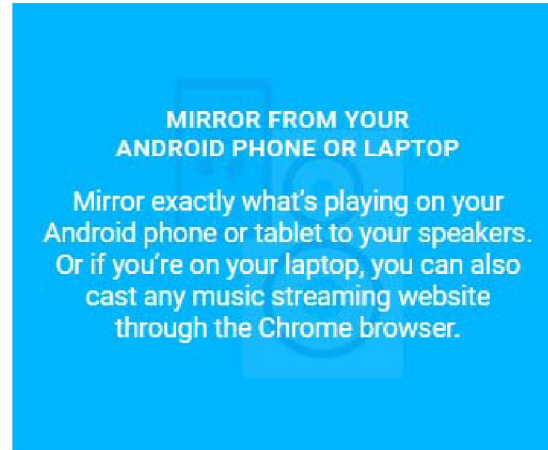 MIRROR FROM YOUR
ANDROID PHONE OR LAPTOP
Mirror exactly what's playing on your
Android phone or tablet to your speakers.
Or if you're on your laptop, you can also
cast any music streaming website
through the Chrome browser.